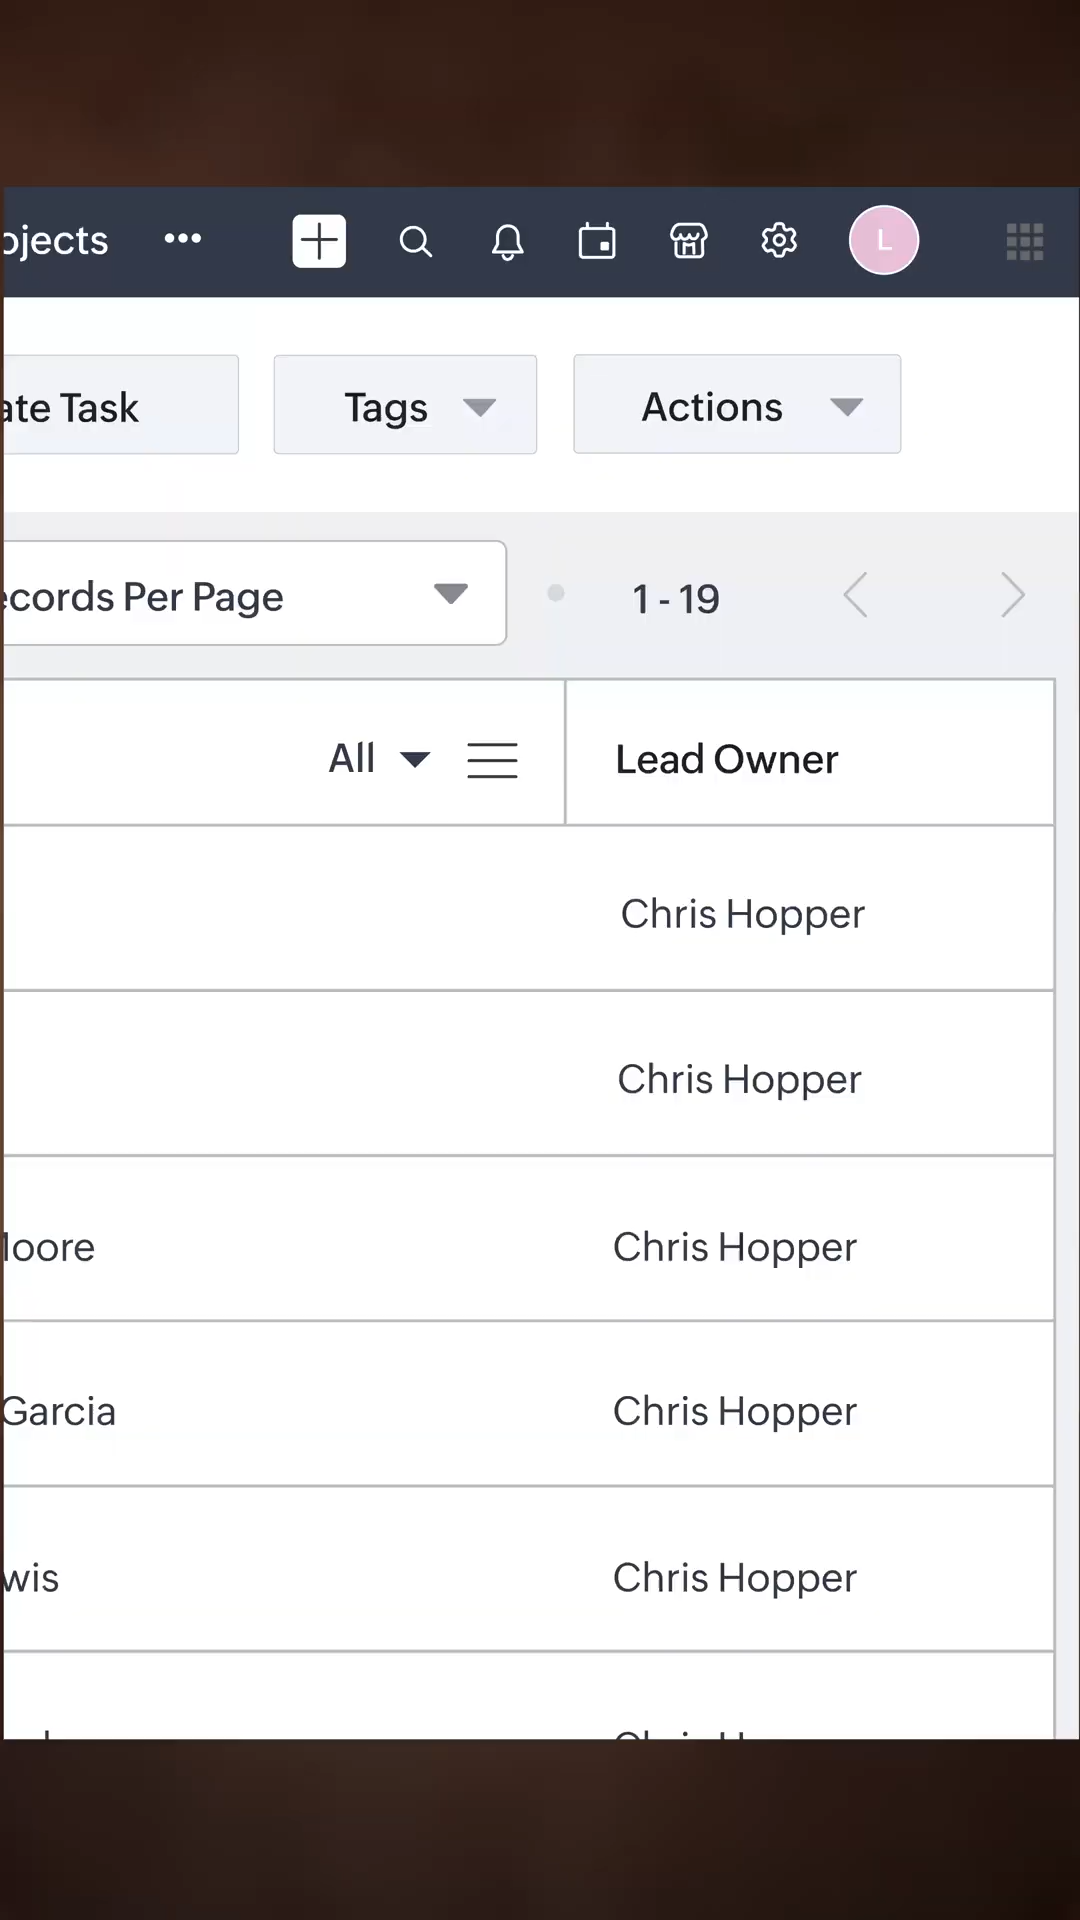 ojects ••• L
ate Task Tags Actions
ecords Per Page 1 - 19
All Lead Owner
Chris Hopper
Chris Hopper
oore Chris Hopper
Garcia Chris Hopper
wis Chris Hopper